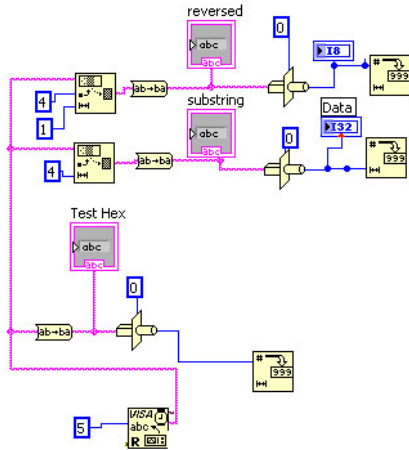 reversed
abc
abc
0
I8
# 999
4
ab→ba
1
substring
abc
abc
Data
I32
0
# 999
4
ab→ba
Test Hex
abc
abc
0
ab→ba
# 999
5
VISA
abc
R